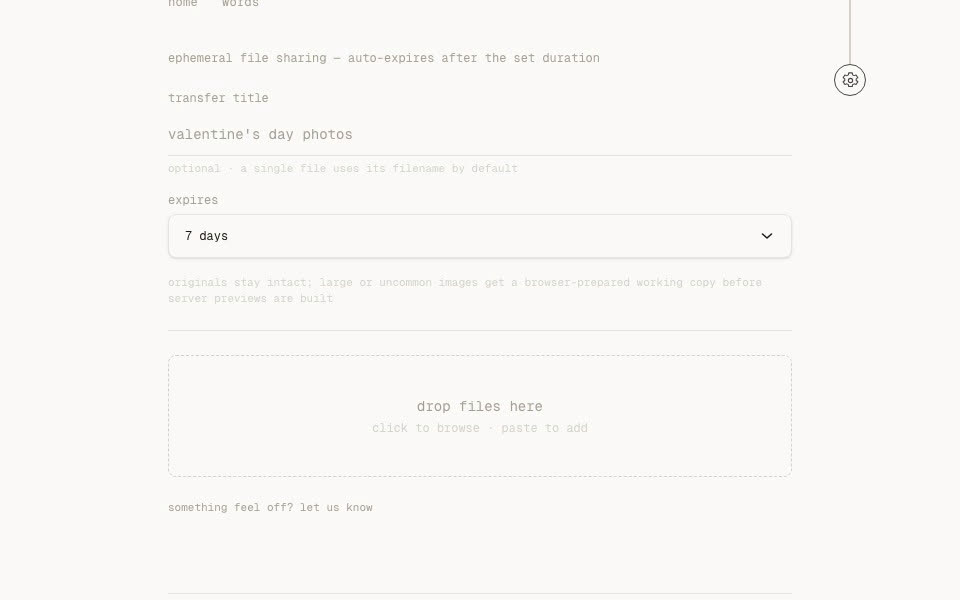 home words
ephemeral file sharing — auto-expires after the set duration
transfer title
valentine's day photos
optional · a single file uses its filename by default
expires
7 days
originals stay intact; large or uncommon images get a browser-prepared working copy before
server previews are built
drop files here
click to browse · paste to add
something feel off? let us know